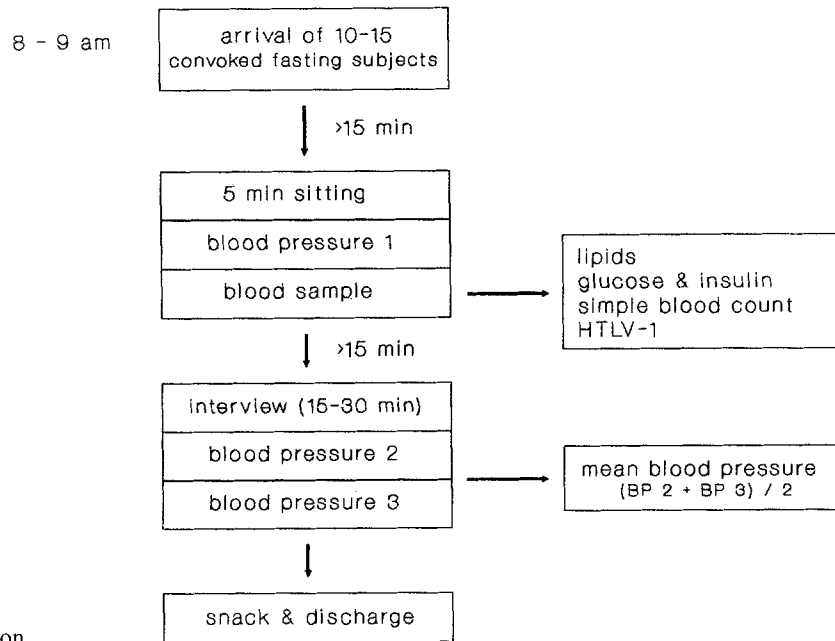 8 - 9 am
arrival of 10-15
convoked fasting subjects
>15 min
5 min sitting
blood pressure 1
blood sample
lipids
glucose & insulin
simple blood count
HTLV-1
>15 min
interview (15-30 min)
blood pressure 2
blood pressure 3
mean blood pressure
(BP 2 + BP 3) / 2
snack & discharge
on